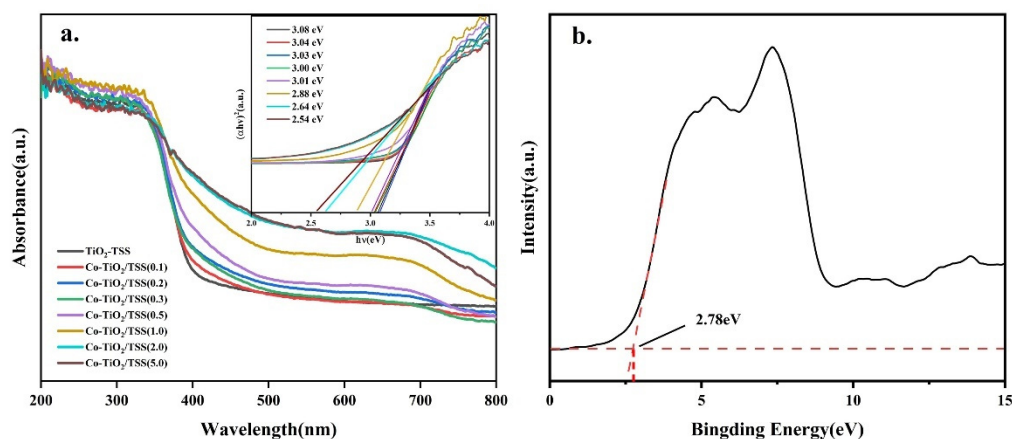 a.
3.08 eV
3.04 eV
3.03 eV
3.00 eV
3.01 eV
2.88 eV
2.64 eV
2.54 eV
(αhν)²(a.u.)
2.0 2.5 3.0 3.5 4.0
hν(eV)
Absorbance(a.u.)
TiO₂-TSS
Co-TiO₂/TSS(0.1)
Co-TiO₂/TSS(0.2)
Co-TiO₂/TSS(0.3)
Co-TiO₂/TSS(0.5)
Co-TiO₂/TSS(1.0)
Co-TiO₂/TSS(2.0)
Co-TiO₂/TSS(5.0)
200 300 400 500 600 700 800
Wavelength(nm)
b.
Intensity(a.u.)
2.78eV
0 5 10 15
Bingding Energy(eV)